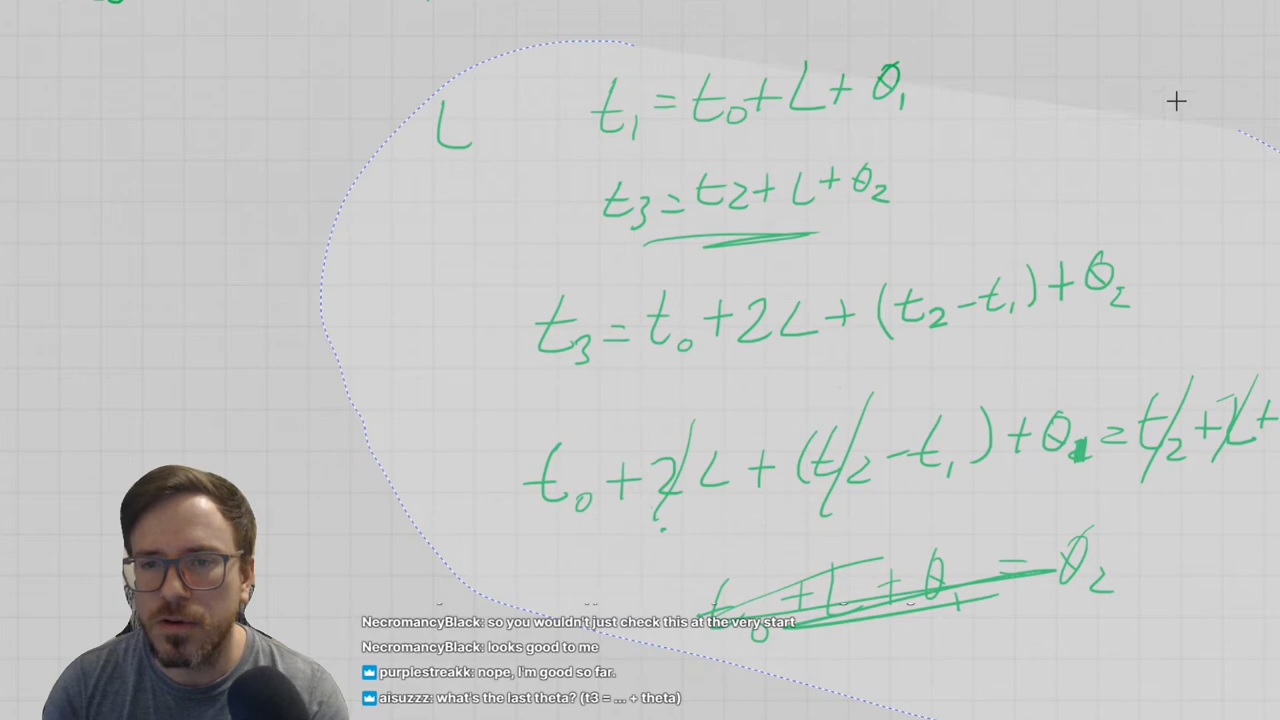 L t₁ = t₀ + L + θ₁
t₃ = t₂ + L + θ₂
t₃ = t₀ + 2L + (t₂ - t₁) + θ₂
t₀ + 2L + (t₂ - t₁) + θ = t₂ + L +
t₀ + L + θ₁ = θ₂
NecromancyBlack: so you wouldn't just check this at the very start
NecromancyBlack: looks good to me
purplestreakk: nope, I'm good so far.
aisuzzz: what's the last theta? (t3 = ... + theta)